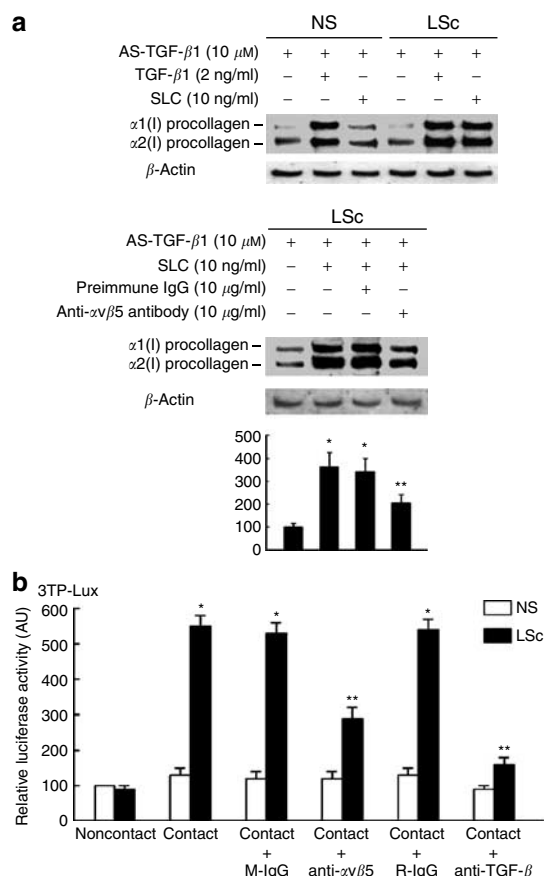 a
NS LSc
AS-TGF-β1 (10 μM) + + + + + +
TGF-β1 (2 ng/ml) – + – – + –
SLC (10 ng/ml) – – + – – +
α1(I) procollagen –
α2(I) procollagen –
β-Actin
LSc
AS-TGF-β1 (10 μM) + + + +
SLC (10 ng/ml) – + + +
Preimmune IgG (10 μg/ml) – – + –
Anti-αvβ5 antibody (10 μg/ml) – – – +
α1(I) procollagen –
α2(I) procollagen –
β-Actin
500
400
300
200
100
0
* * **
b
3TP-Lux
Relative luciferase activity (AU)
600
500
400
300
200
100
0
* * ** * **
NS
LSc
Noncontact Contact Contact Contact Contact Contact
+ + + +
M-IgG anti-αvβ5 R-IgG anti-TGF-β